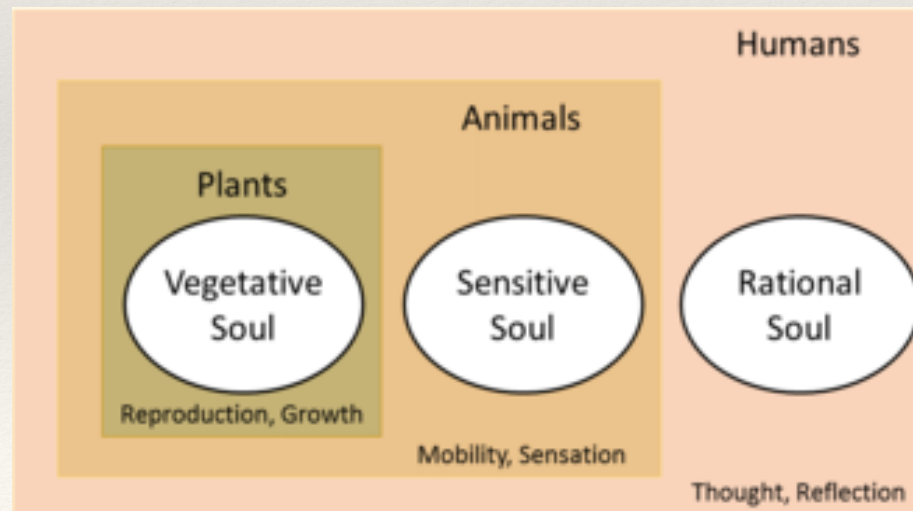 Humans
Animals
Plants
Vegetative
Soul
Sensitive
Soul
Rational
Soul
Reproduction, Growth
Mobility, Sensation
Thought, Reflection